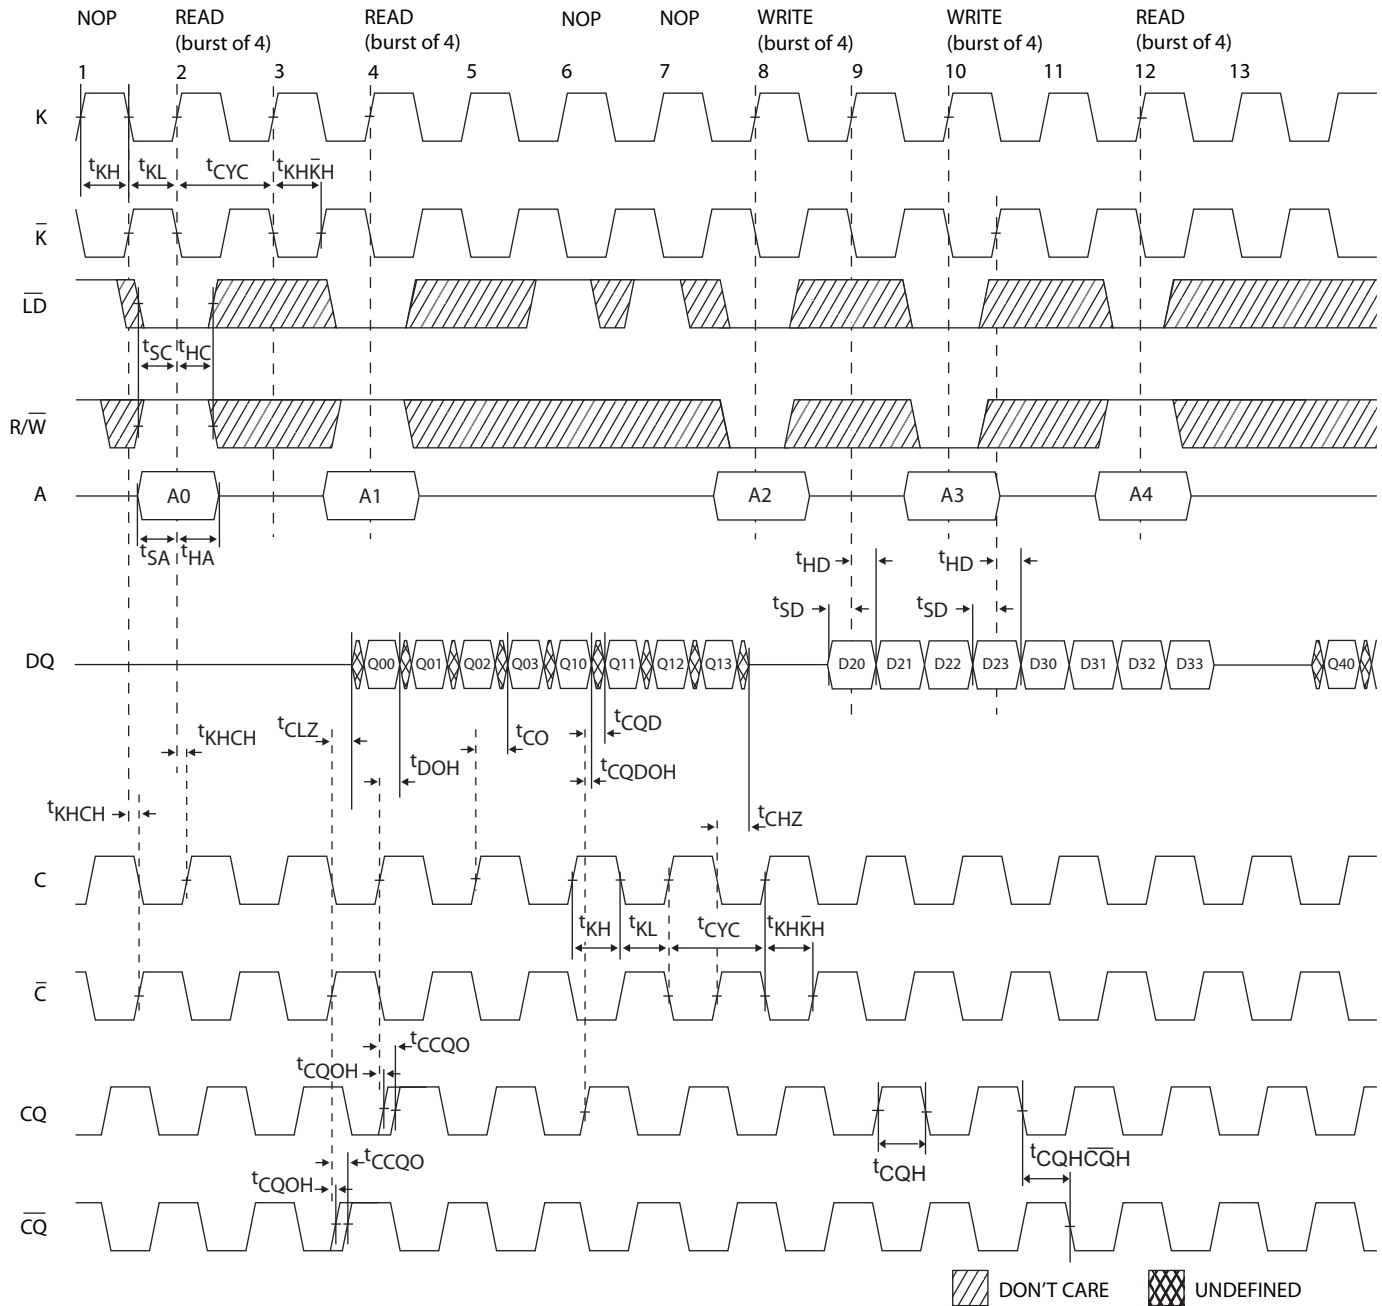 NOP READ READ NOP NOP WRITE WRITE READ
(burst of 4) (burst of 4) (burst of 4) (burst of 4) (burst of 4)
1 2 3 4 5 6 7 8 9 10 11 12 13
K
tKH tKL tCYC tKHK̅H
K̅
L̅D̅
tSC tHC
R/W̅
A A0 A1 A2 A3 A4
tSA tHA
tHD tHD
tSD tSD
DQ Q00 Q01 Q02 Q03 Q10 Q11 Q12 Q13 D20 D21 D22 D23 D30 D31 D32 D33 Q40
tKHCH tCLZ tCO tCQD
tDOH tCQDOH
tKHCH tCHZ
C
tKH tKL tCYC tKHK̅H
C̅
tCCQO
tCQOH
CQ
tCCQO tCQH tCQHC̅Q̅H
tCQOH
C̅Q̅
DON'T CARE UNDEFINED